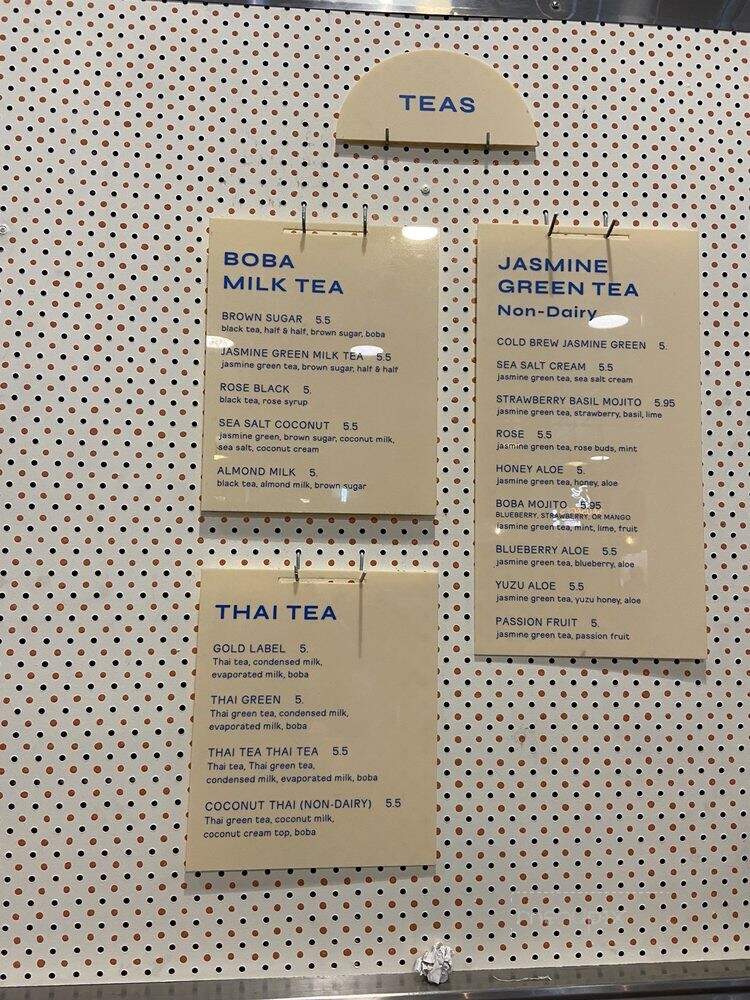 TEAS
BOBA
MILK TEA
BROWN SUGAR 5.5
black tea, half & half, brown sugar, boba
JASMINE GREEN MILK TEA 5.5
jasmine green tea, brown sugar, half & half
ROSE BLACK 5.
black tea, rose syrup
SEA SALT COCONUT 5.5
jasmine green, brown sugar, coconut milk,
sea salt, coconut cream
ALMOND MILK 5.
black tea, almond milk, brown sugar
THAI TEA
GOLD LABEL 5.
Thai tea, condensed milk,
evaporated milk, boba
THAI GREEN 5.
Thai green tea, condensed milk,
evaporated milk, boba
THAI TEA THAI TEA 5.5
Thai tea, Thai green tea,
condensed milk, evaporated milk, boba
COCONUT THAI (NON-DAIRY) 5.5
Thai green tea, coconut milk,
coconut cream top, boba
JASMINE
GREEN TEA
Non-Dairy
COLD BREW JASMINE GREEN 5.
SEA SALT CREAM 5.5
jasmine green tea, sea salt cream
STRAWBERRY BASIL MOJITO 5.95
jasmine green tea, strawberry, basil, lime
ROSE 5.5
jasmine green tea, rose buds, mint
HONEY ALOE 5.
jasmine green tea, honey, aloe
BOBA MOJITO 5.95
BLUEBERRY, STRAWBERRY, OR MANGO
jasmine green tea, mint, lime, fruit
BLUEBERRY ALOE 5.5
jasmine green tea, blueberry, aloe
YUZU ALOE 5.5
jasmine green tea, yuzu honey, aloe
PASSION FRUIT 5.
jasmine green tea, passion fruit